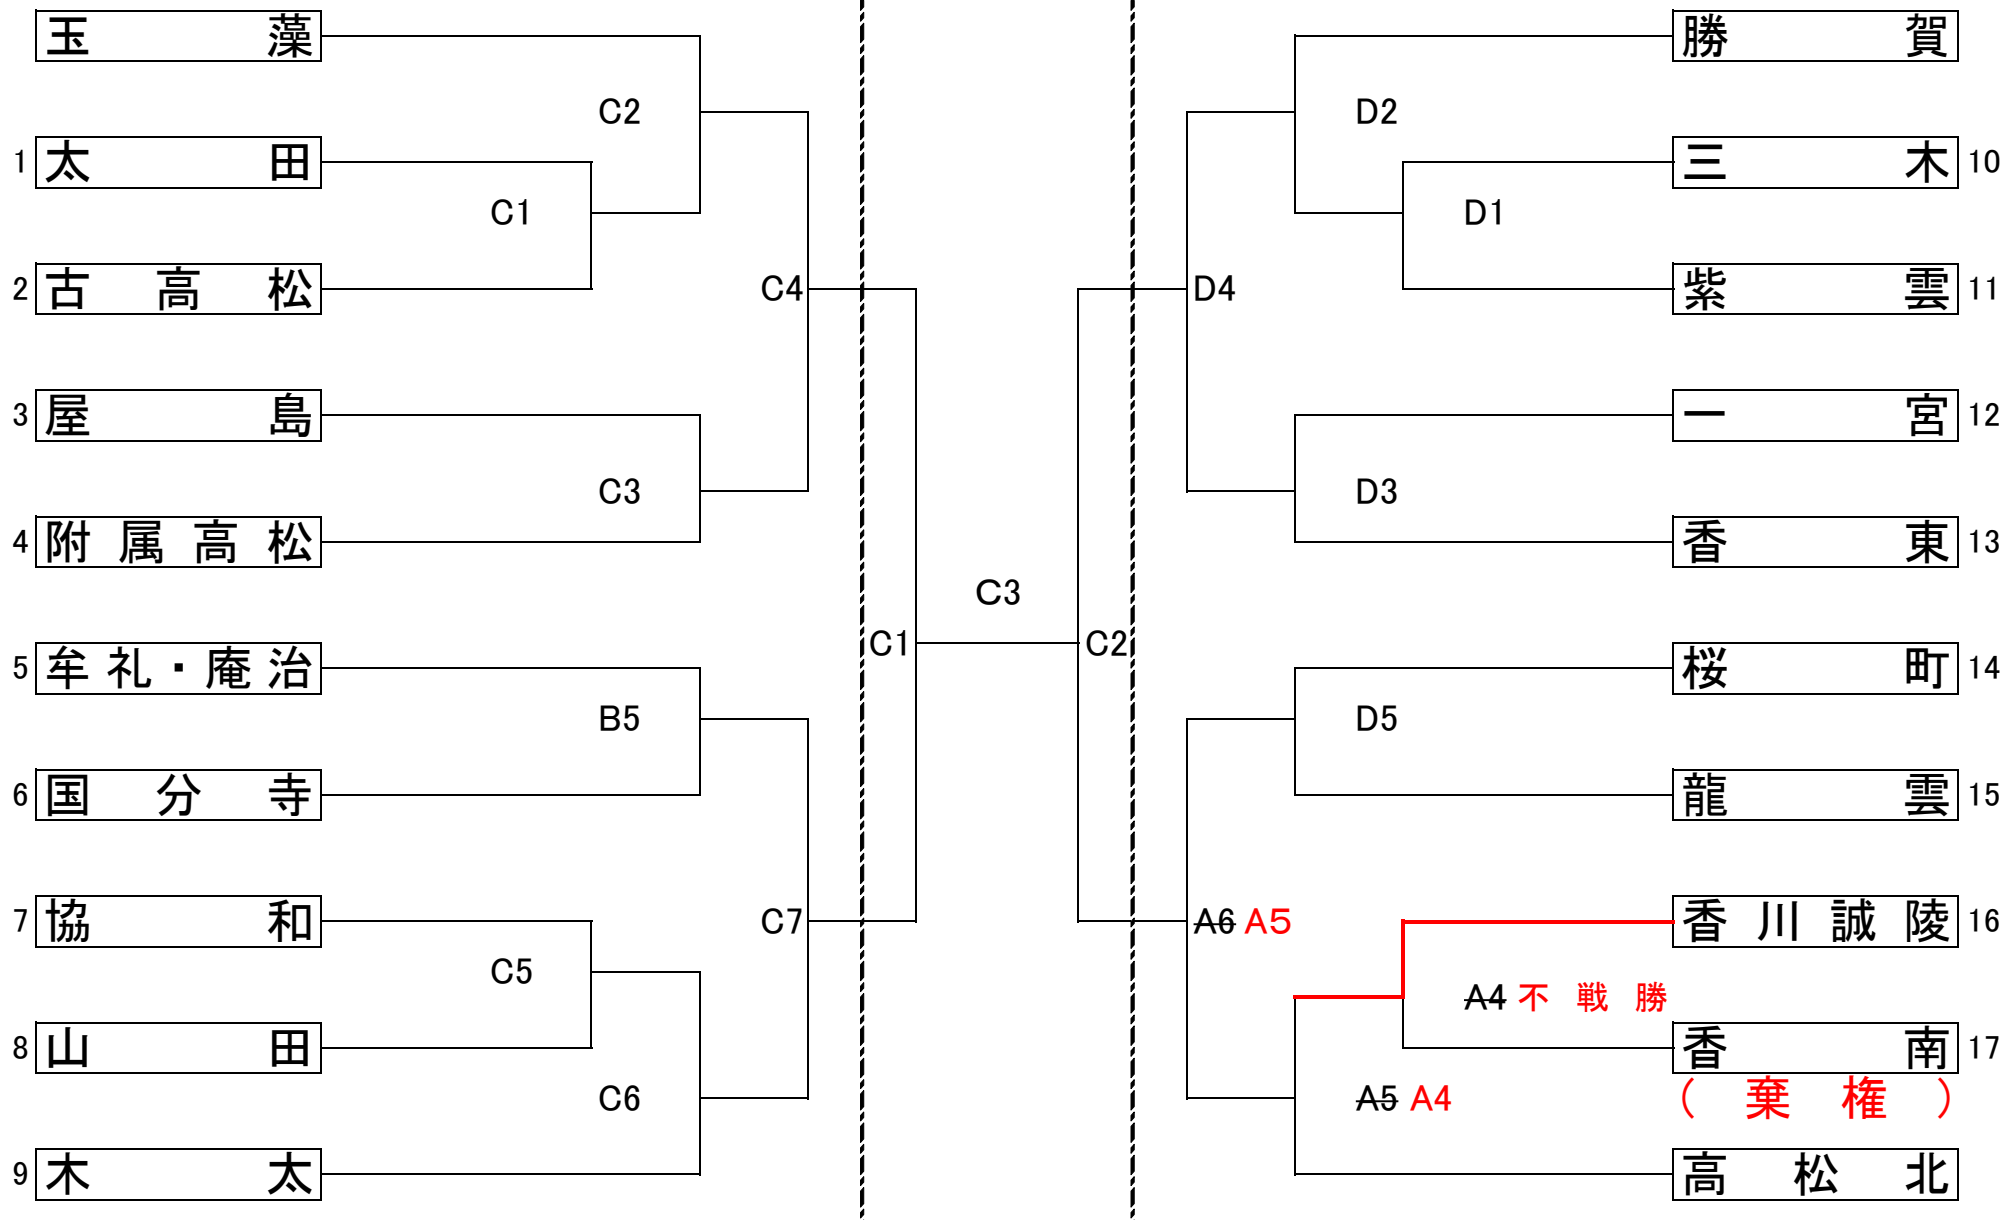 玉藻 勝賀
C2 D2
1 太田 三木 10
C1 D1
2 古高松 C4 D4 紫雲 11
3 屋島 一宮 12
C3 D3
4 附属高松 香東 13
C3
C1 C2
5 牟礼・庵治 桜町 14
B5 D5
6 国分寺 龍雲 15
7 協和 C7 A6 A5 香川誠陵 16
C5 A4 不戦勝
8 山田 香南 17
C6 A5 A4 (棄権)
9 木太 高松北